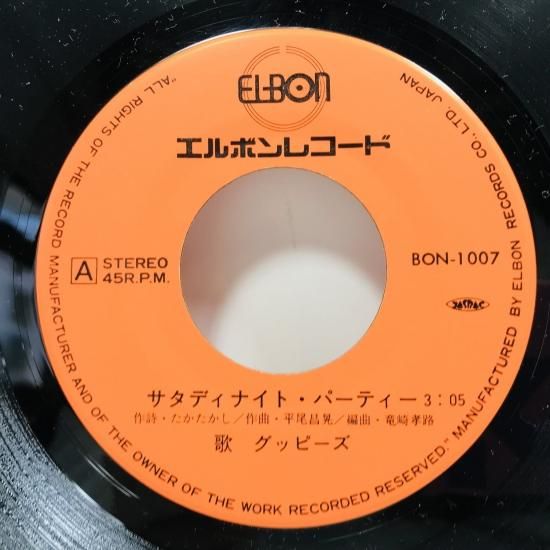 ELBON
エルボンレコード
A
STEREO
45R.P.M.
BON-1007
JASRAC
サタディナイト・パーティー 3:05
作詩・たかたかし/作曲・平尾昌晃/編曲・竜崎孝路
歌 グッピーズ
"ALL RIGHTS OF THE RECORD MANUFACTURER AND OF THE OWNER OF THE WORK RECORDED RESERVED." MANUFACTURED BY ELBON RECORDS CO., LTD. JAPAN